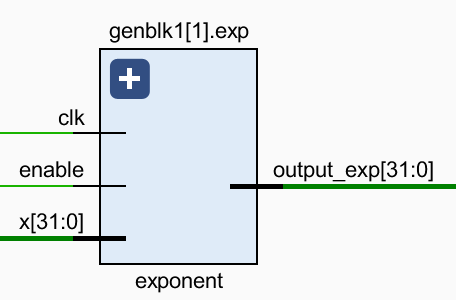 genblk1[1].exp
clk
enable
output_exp[31:0]
x[31:0]
exponent